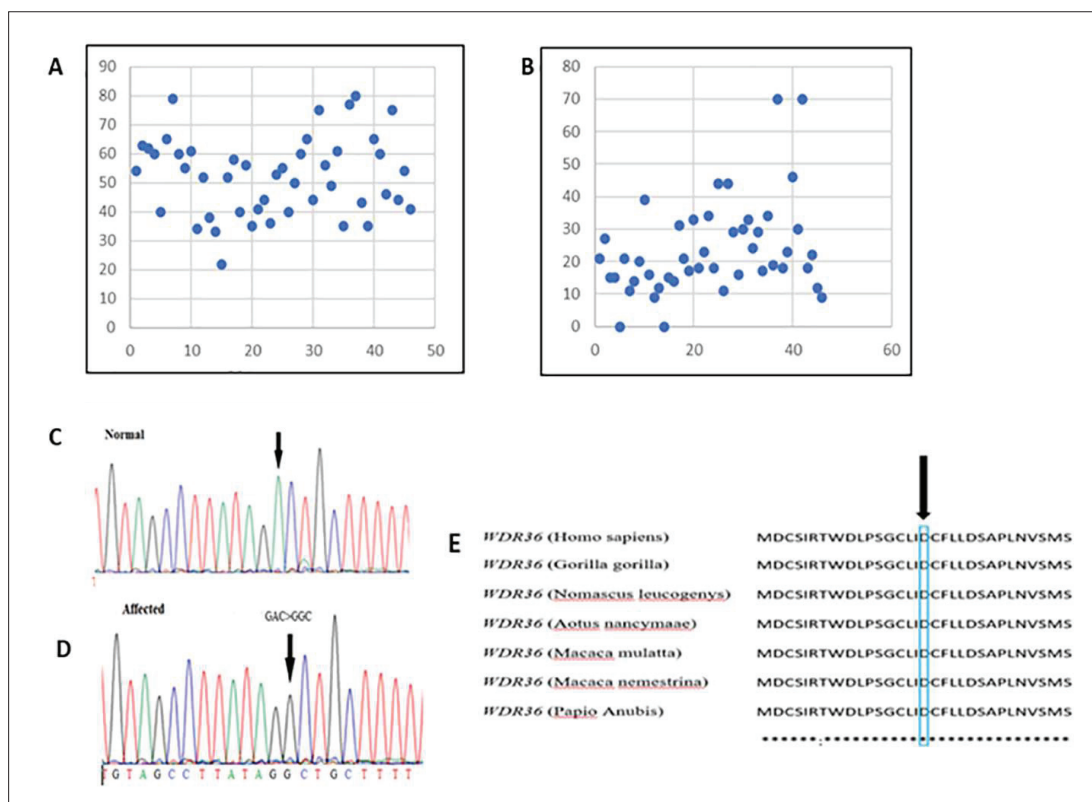 A
90
80
70
60
50
40
30
20
10
0
0 10 20 30 40 50
B
80
70
60
50
40
30
20
10
0
0 20 40 60
C
Normal
T
D
Affected
GAC>GGC
TGTAGCCTTATAGGCTGCTTTT
E
WDR36 (Homo sapiens) MDCSIRTWDLPSGCLIDCFLLDSAPLNVSMS
WDR36 (Gorilla gorilla) MDCSIRTWDLPSGCLIDCFLLDSAPLNVSMS
WDR36 (Nomascus leucogenys) MDCSIRTWDLPSGCLIDCFLLDSAPLNVSMS
WDR36 (Aotus nancymaae) MDCSIRTWDLPSGCLIDCFLLDSAPLNVSMS
WDR36 (Macaca mulatta) MDCSIRTWDLPSGCLIDCFLLDSAPLNVSMS
WDR36 (Macaca nemestrina) MDCSIRTWDLPSGCLIDCFLLDSAPLNVSMS
WDR36 (Papio Anubis) MDCSIRTWDLPSGCLIDCFLLDSAPLNVSMS
******:************************